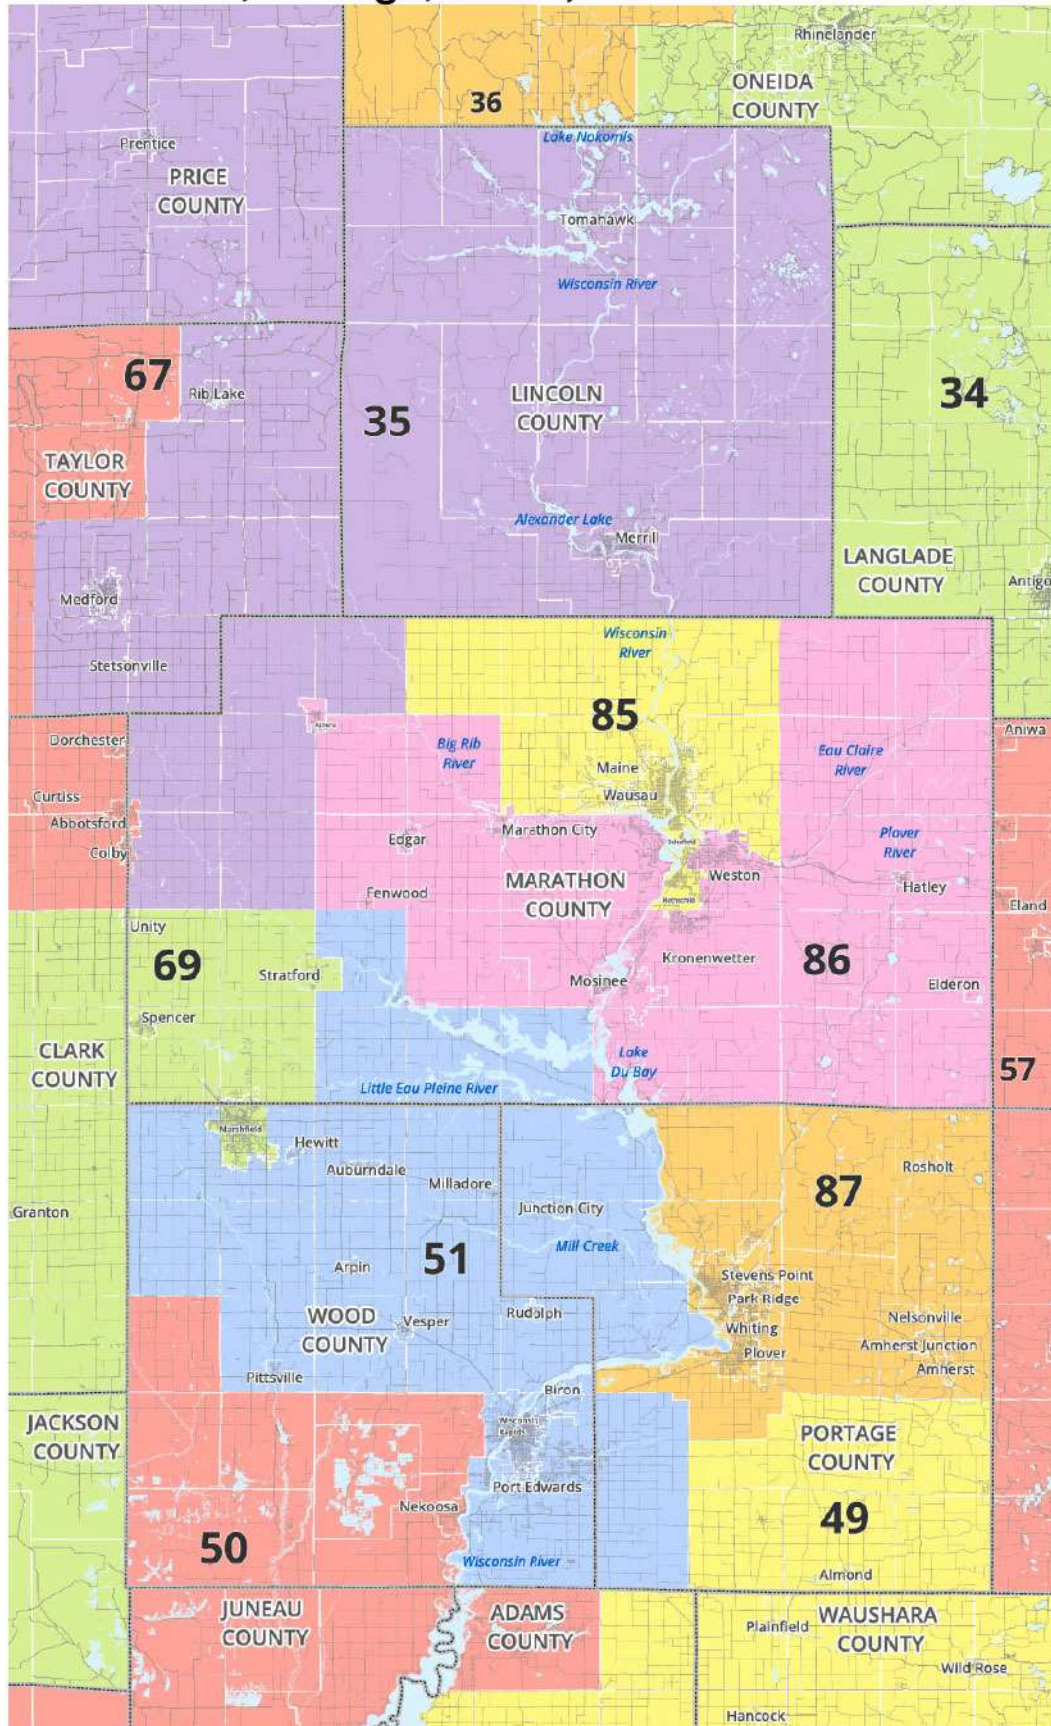 Rhinelander
ONEIDA
COUNTY
36
Lake Nokomis
Prentice
PRICE
COUNTY
Tomahawk
Wisconsin River
67
Rib Lake
35
LINCOLN
COUNTY
34
TAYLOR
COUNTY
Alexander Lake
Merrill
LANGLADE
COUNTY
Antigo
Medford
Wisconsin
River
Stetsonville
85
Athens
Dorchester
Big Rib
River
Eau Claire
River
Aniwa
Maine
Wausau
Curtiss
Abbotsford
Colby
Edgar
Marathon City
Schofield
Plover
River
Weston
Fenwood
MARATHON
COUNTY
Hatley
Rothschild
Eland
Unity
69
Stratford
Kronenwetter
86
Mosinee
Elderon
Spencer
CLARK
COUNTY
Lake
Du Bay
57
Little Eau Pleine River
Marshfield
Hewitt
Auburndale
Milladore
87
Rosholt
Granton
Junction City
Mill Creek
51
Arpin
Stevens Point
Park Ridge
WOOD
COUNTY
Vesper
Rudolph
Whiting
Nelsonville
Plover
Amherst Junction
Amherst
Pittsville
Biron
JACKSON
COUNTY
Wisconsin
Rapids
PORTAGE
COUNTY
Port Edwards
Nekoosa
49
50
Wisconsin River
Almond
JUNEAU
COUNTY
ADAMS
COUNTY
Plainfield
WAUSHARA
COUNTY
Wild Rose
Hancock